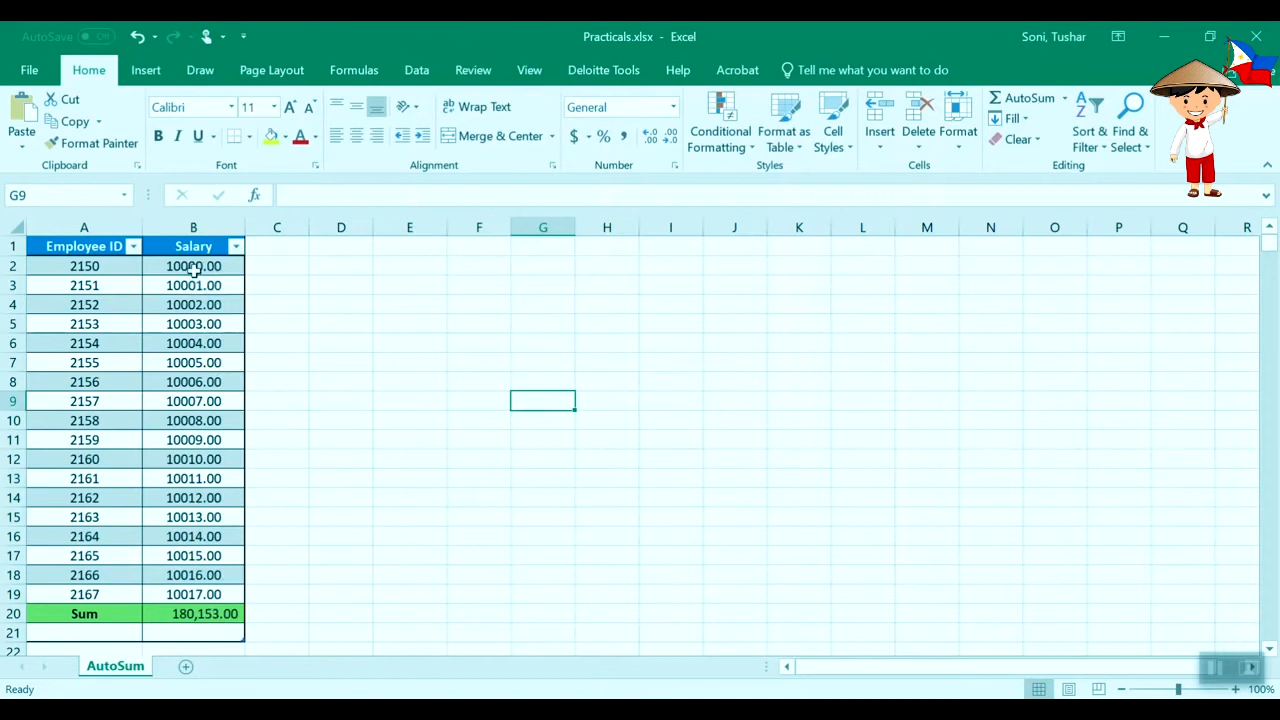 AutoSave Off Practicals.xlsx - Excel Soni, Tushar
File Home Insert Draw Page Layout Formulas Data Review View Deloitte Tools Help Acrobat Tell me what you want to do
Paste Cut Copy Format Painter
Calibri 11 A A
B I U A
Wrap Text
Merge & Center
General
$ % ,
Conditional Formatting Format as Table Cell Styles
Insert Delete Format
AutoSum Fill Clear
Sort & Filter Find & Select
Clipboard Font Alignment Number Styles Cells Editing
G9 fx
A B C D E F G H I J K L M N O P Q R
1 Employee ID Salary
2 2150 10000.00
3 2151 10001.00
4 2152 10002.00
5 2153 10003.00
6 2154 10004.00
7 2155 10005.00
8 2156 10006.00
9 2157 10007.00
10 2158 10008.00
11 2159 10009.00
12 2160 10010.00
13 2161 10011.00
14 2162 10012.00
15 2163 10013.00
16 2164 10014.00
17 2165 10015.00
18 2166 10016.00
19 2167 10017.00
20 Sum 180,153.00
21
22
AutoSum
Ready 100%